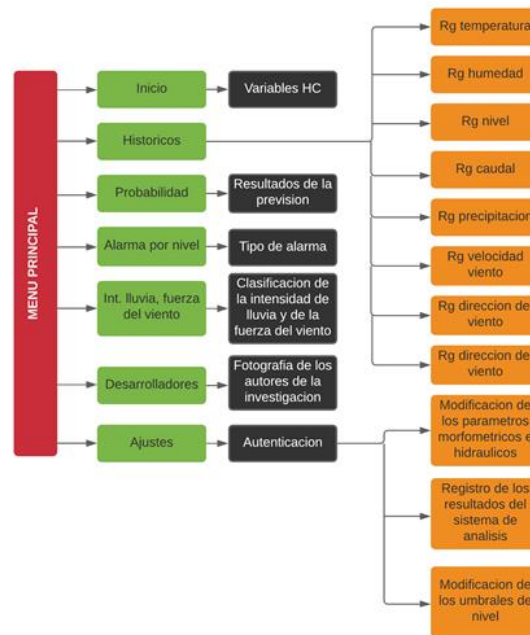 MENU PRINCIPAL
Inicio
Variables HC
Historicos
Rg temperatura
Rg humedad
Rg nivel
Rg caudal
Rg precipitacion
Rg velocidad
viento
Rg direccion de
viento
Rg direccion de
viento
Probabilidad
Resultados de la
prevision
Alarma por nivel
Tipo de alarma
Int. lluvia, fuerza
del viento
Clasificacion de
la intensidad de
lluvia y de la
fuerza del viento
Desarrolladores
Fotografia de los
autores de la
investigacion
Ajustes
Autenticacion
Modificacion de
los parametros
morfometricos e
hidraulicos
Registro de los
resultados del
sistema de
analisis
Modificacion de
los umbrales de
nivel